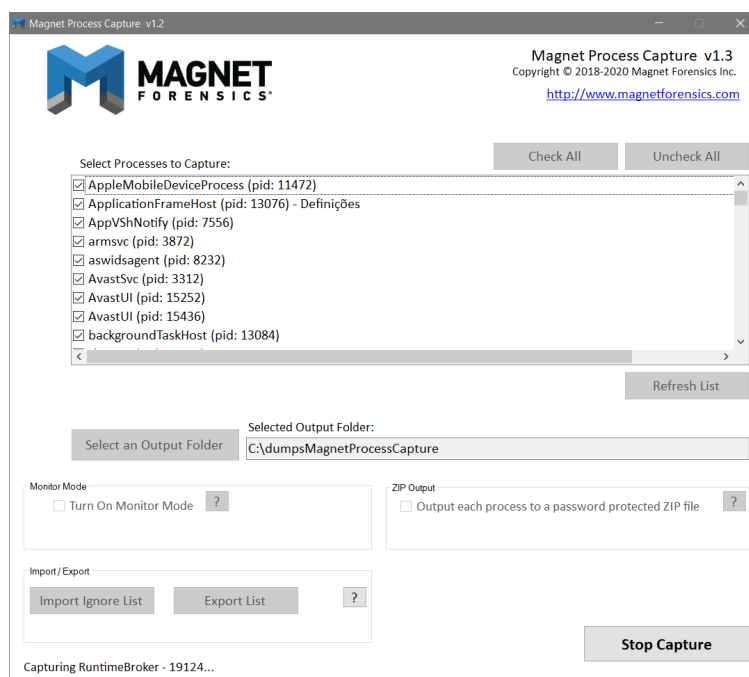 Magnet Process Capture v1.2
MAGNET
FORENSICS®
Magnet Process Capture v1.3
Copyright © 2018-2020 Magnet Forensics Inc.
http://www.magnetforensics.com
Check All
Uncheck All
Select Processes to Capture:
AppleMobileDeviceProcess (pid: 11472)
ApplicationFrameHost (pid: 13076) - Definições
AppVShNotify (pid: 7556)
armsvc (pid: 3872)
aswidsagent (pid: 8232)
AvastSvc (pid: 3312)
AvastUI (pid: 15252)
AvastUI (pid: 15436)
backgroundTaskHost (pid: 13084)
Refresh List
Selected Output Folder:
Select an Output Folder
C:\dumpsMagnetProcessCapture
Monitor Mode
Turn On Monitor Mode
?
ZIP Output
Output each process to a password protected ZIP file
?
Import / Export
Import Ignore List
Export List
?
Stop Capture
Capturing RuntimeBroker - 19124...